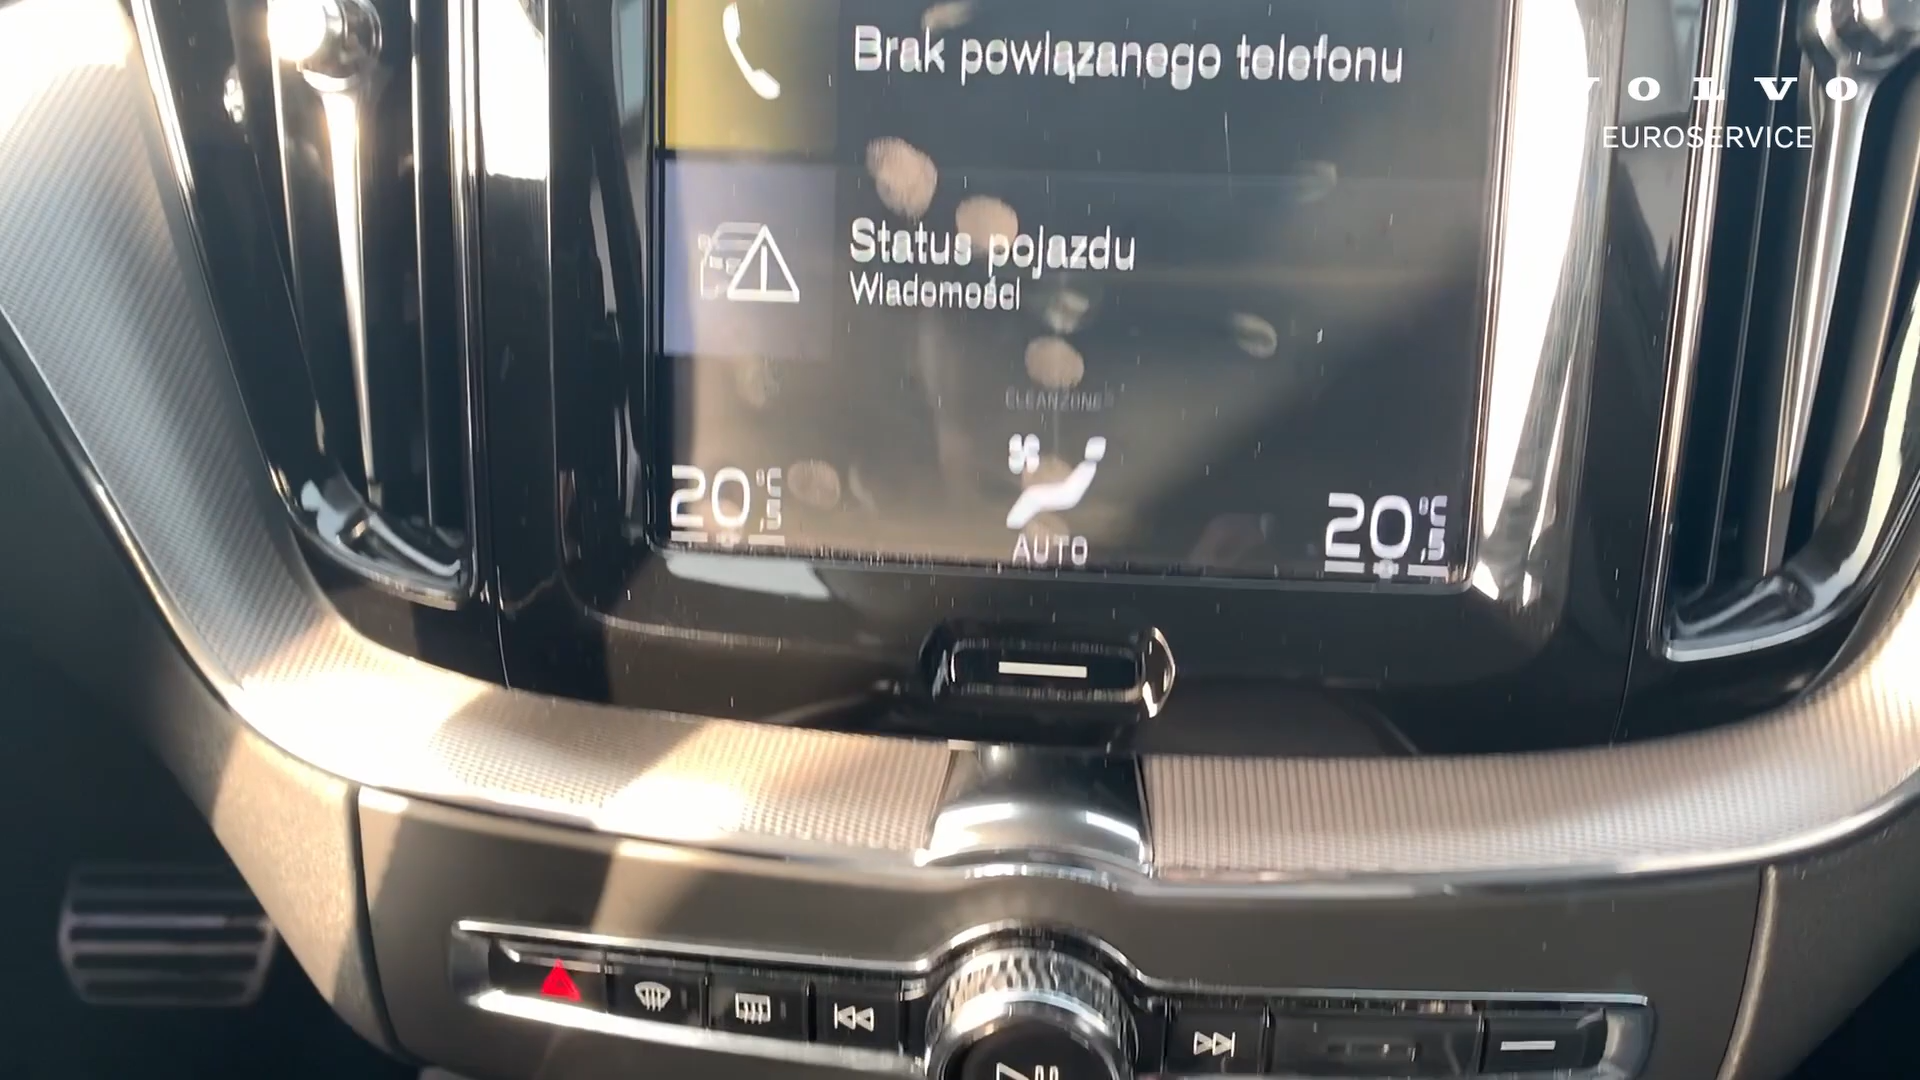 Brak powiązanego telefonu
VOLVO
EUROSERVICE
Status pojazdu
Wiadomości
CLEANZONE
20°C
AUTO
20°C